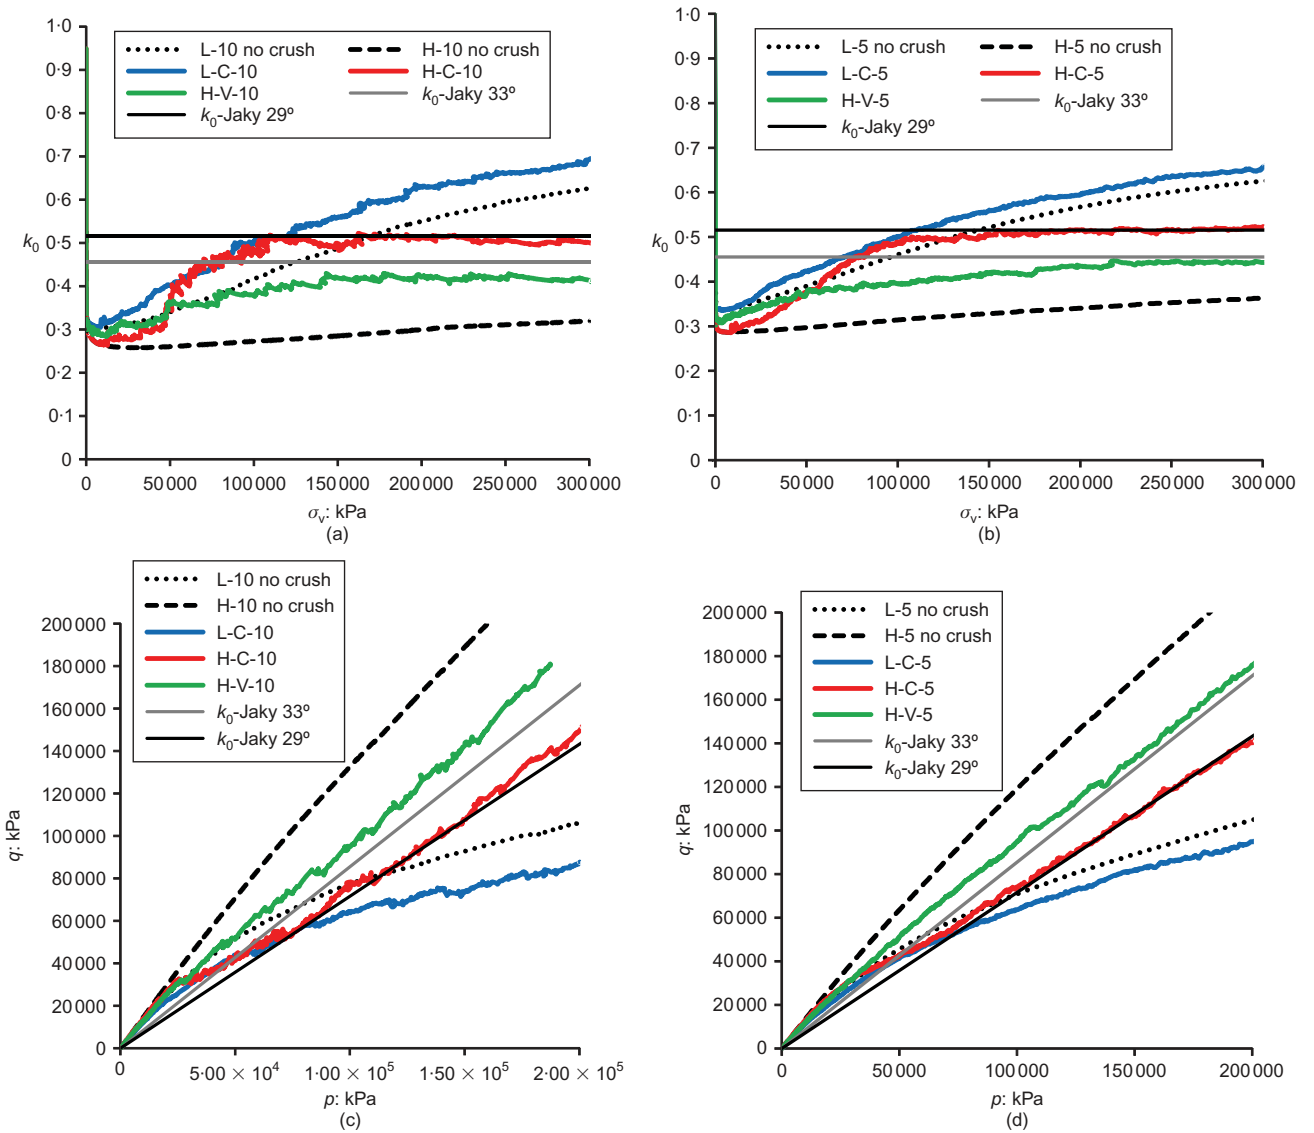 1·0
0·9
0·8
0·7
0·6
0·5
0·4
0·3
0·2
0·1
0
k0
L-10 no crush
H-10 no crush
L-C-10
H-C-10
H-V-10
k0-Jaky 33º
k0-Jaky 29º
0
50 000
100 000
150 000
200 000
250 000
300 000
σv: kPa
(a)
1·0
0·9
0·8
0·7
0·6
0·5
0·4
0·3
0·2
0·1
0
k0
L-5 no crush
H-5 no crush
L-C-5
H-C-5
H-V-5
k0-Jaky 33º
k0-Jaky 29º
0
50 000
100 000
150 000
200 000
250 000
300 000
σv: kPa
(b)
L-10 no crush
H-10 no crush
L-C-10
H-C-10
H-V-10
k0-Jaky 33º
k0-Jaky 29º
200 000
180 000
160 000
140 000
120 000
100 000
80 000
60 000
40 000
20 000
0
q: kPa
0
5·00 × 10⁴
1·00 × 10⁵
1·50 × 10⁵
2·00 × 10⁵
p: kPa
(c)
L-5 no crush
H-5 no crush
L-C-5
H-C-5
H-V-5
k0-Jaky 33º
k0-Jaky 29º
200 000
180 000
160 000
140 000
120 000
100 000
80 000
60 000
40 000
20 000
0
q: kPa
0
50 000
100 000
150 000
200 000
p: kPa
(d)